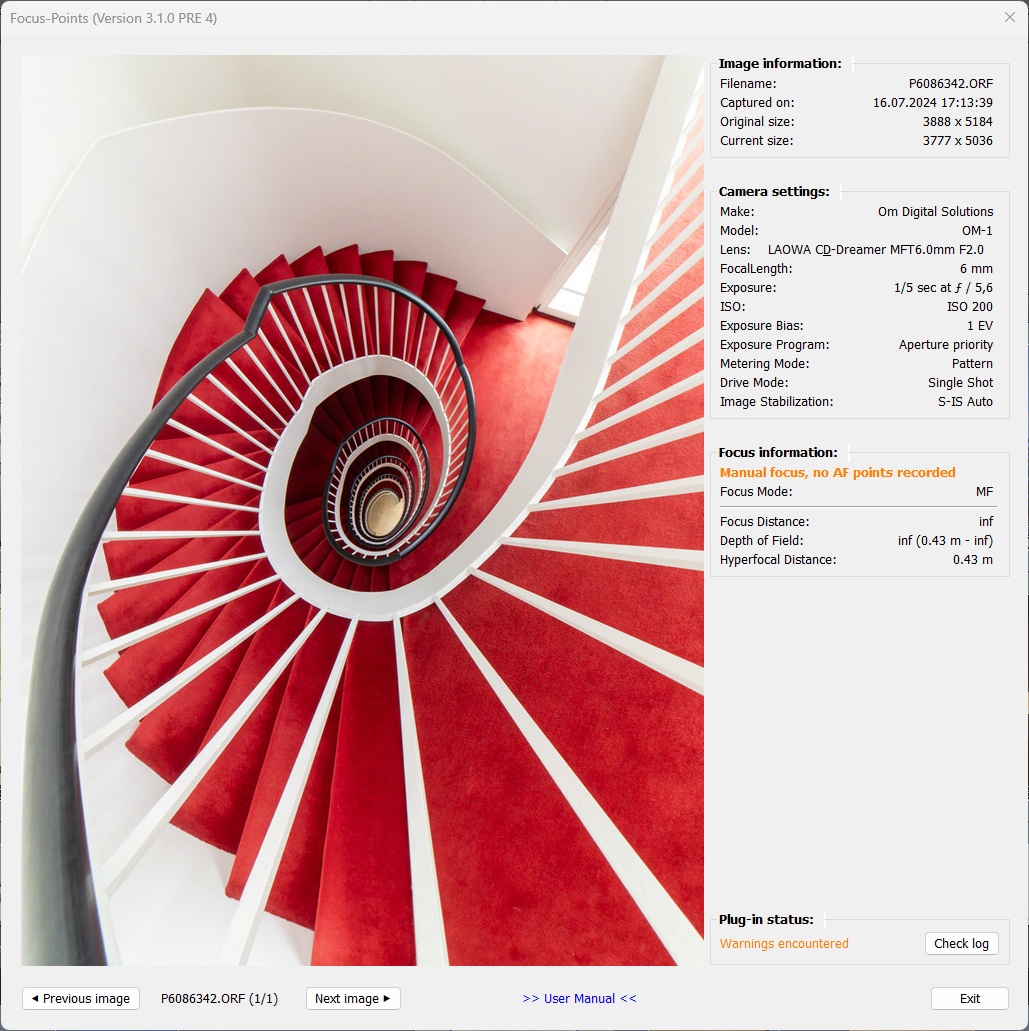 Focus-Points (Version 3.1.0 PRE 4)
Image information:
Filename: P6086342.ORF
Captured on: 16.07.2024 17:13:39
Original size: 3888 x 5184
Current size: 3777 x 5036
Camera settings:
Make: Om Digital Solutions
Model: OM-1
Lens: LAOWA CD-Dreamer MFT6.0mm F2.0
FocalLength: 6 mm
Exposure: 1/5 sec at ƒ / 5,6
ISO: ISO 200
Exposure Bias: 1 EV
Exposure Program: Aperture priority
Metering Mode: Pattern
Drive Mode: Single Shot
Image Stabilization: S-IS Auto
Focus information:
Manual focus, no AF points recorded
Focus Mode: MF
Focus Distance: inf
Depth of Field: inf (0.43 m - inf)
Hyperfocal Distance: 0.43 m
Plug-in status:
Warnings encountered Check log
Previous image P6086342.ORF (1/1) Next image >> User Manual << Exit